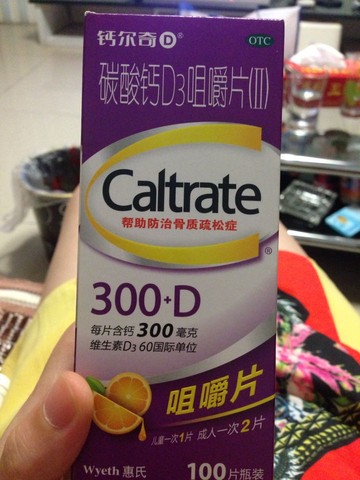 钙尔奇D®
OTC
碳酸钙D3咀嚼片(II)
Caltrate
®
帮助防治骨质疏松症
300+D
每片含钙 300 毫克
维生素D3 60国际单位
咀嚼片
儿童一次1片 成人一次2片
Wyeth 惠氏
100片瓶装